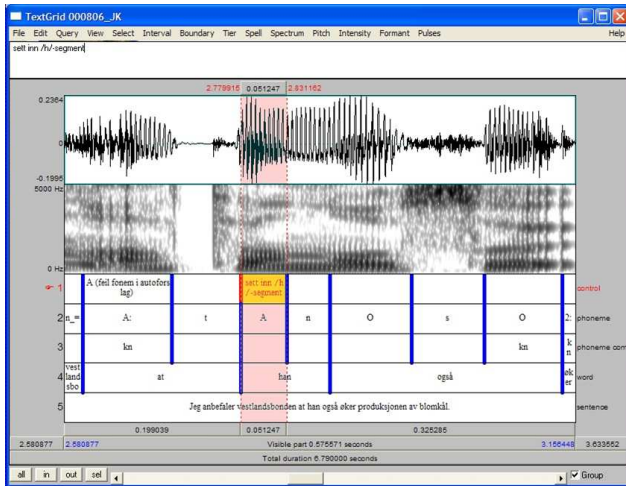 TextGrid 000806_JK
File Edit Query View Select Interval Boundary Tier Spell Spectrum Pitch Intensity Formant Pulses Help
sett inn /h/-segment
2.779916 0.051247 2.831162
0.2364
0
-0.1995
5000 Hz
0 Hz
1 A (feil fonem i autofors
lag) sett inn /h
/-segment control
2 n_= A: t A n O s O 2: phoneme
3 kn kn k
n phoneme com
4 vest
land
sbo at han også øk
er word
5 Jeg anbefaler vestlandsbonden at han også øker produksjonen av blomkål. sentence
0.199039 0.051247 0.325285
2.580877 2.580877 Visible part 0.575571 seconds 3.156448 3.633552
Total duration 6.790000 seconds
all in out sel Group